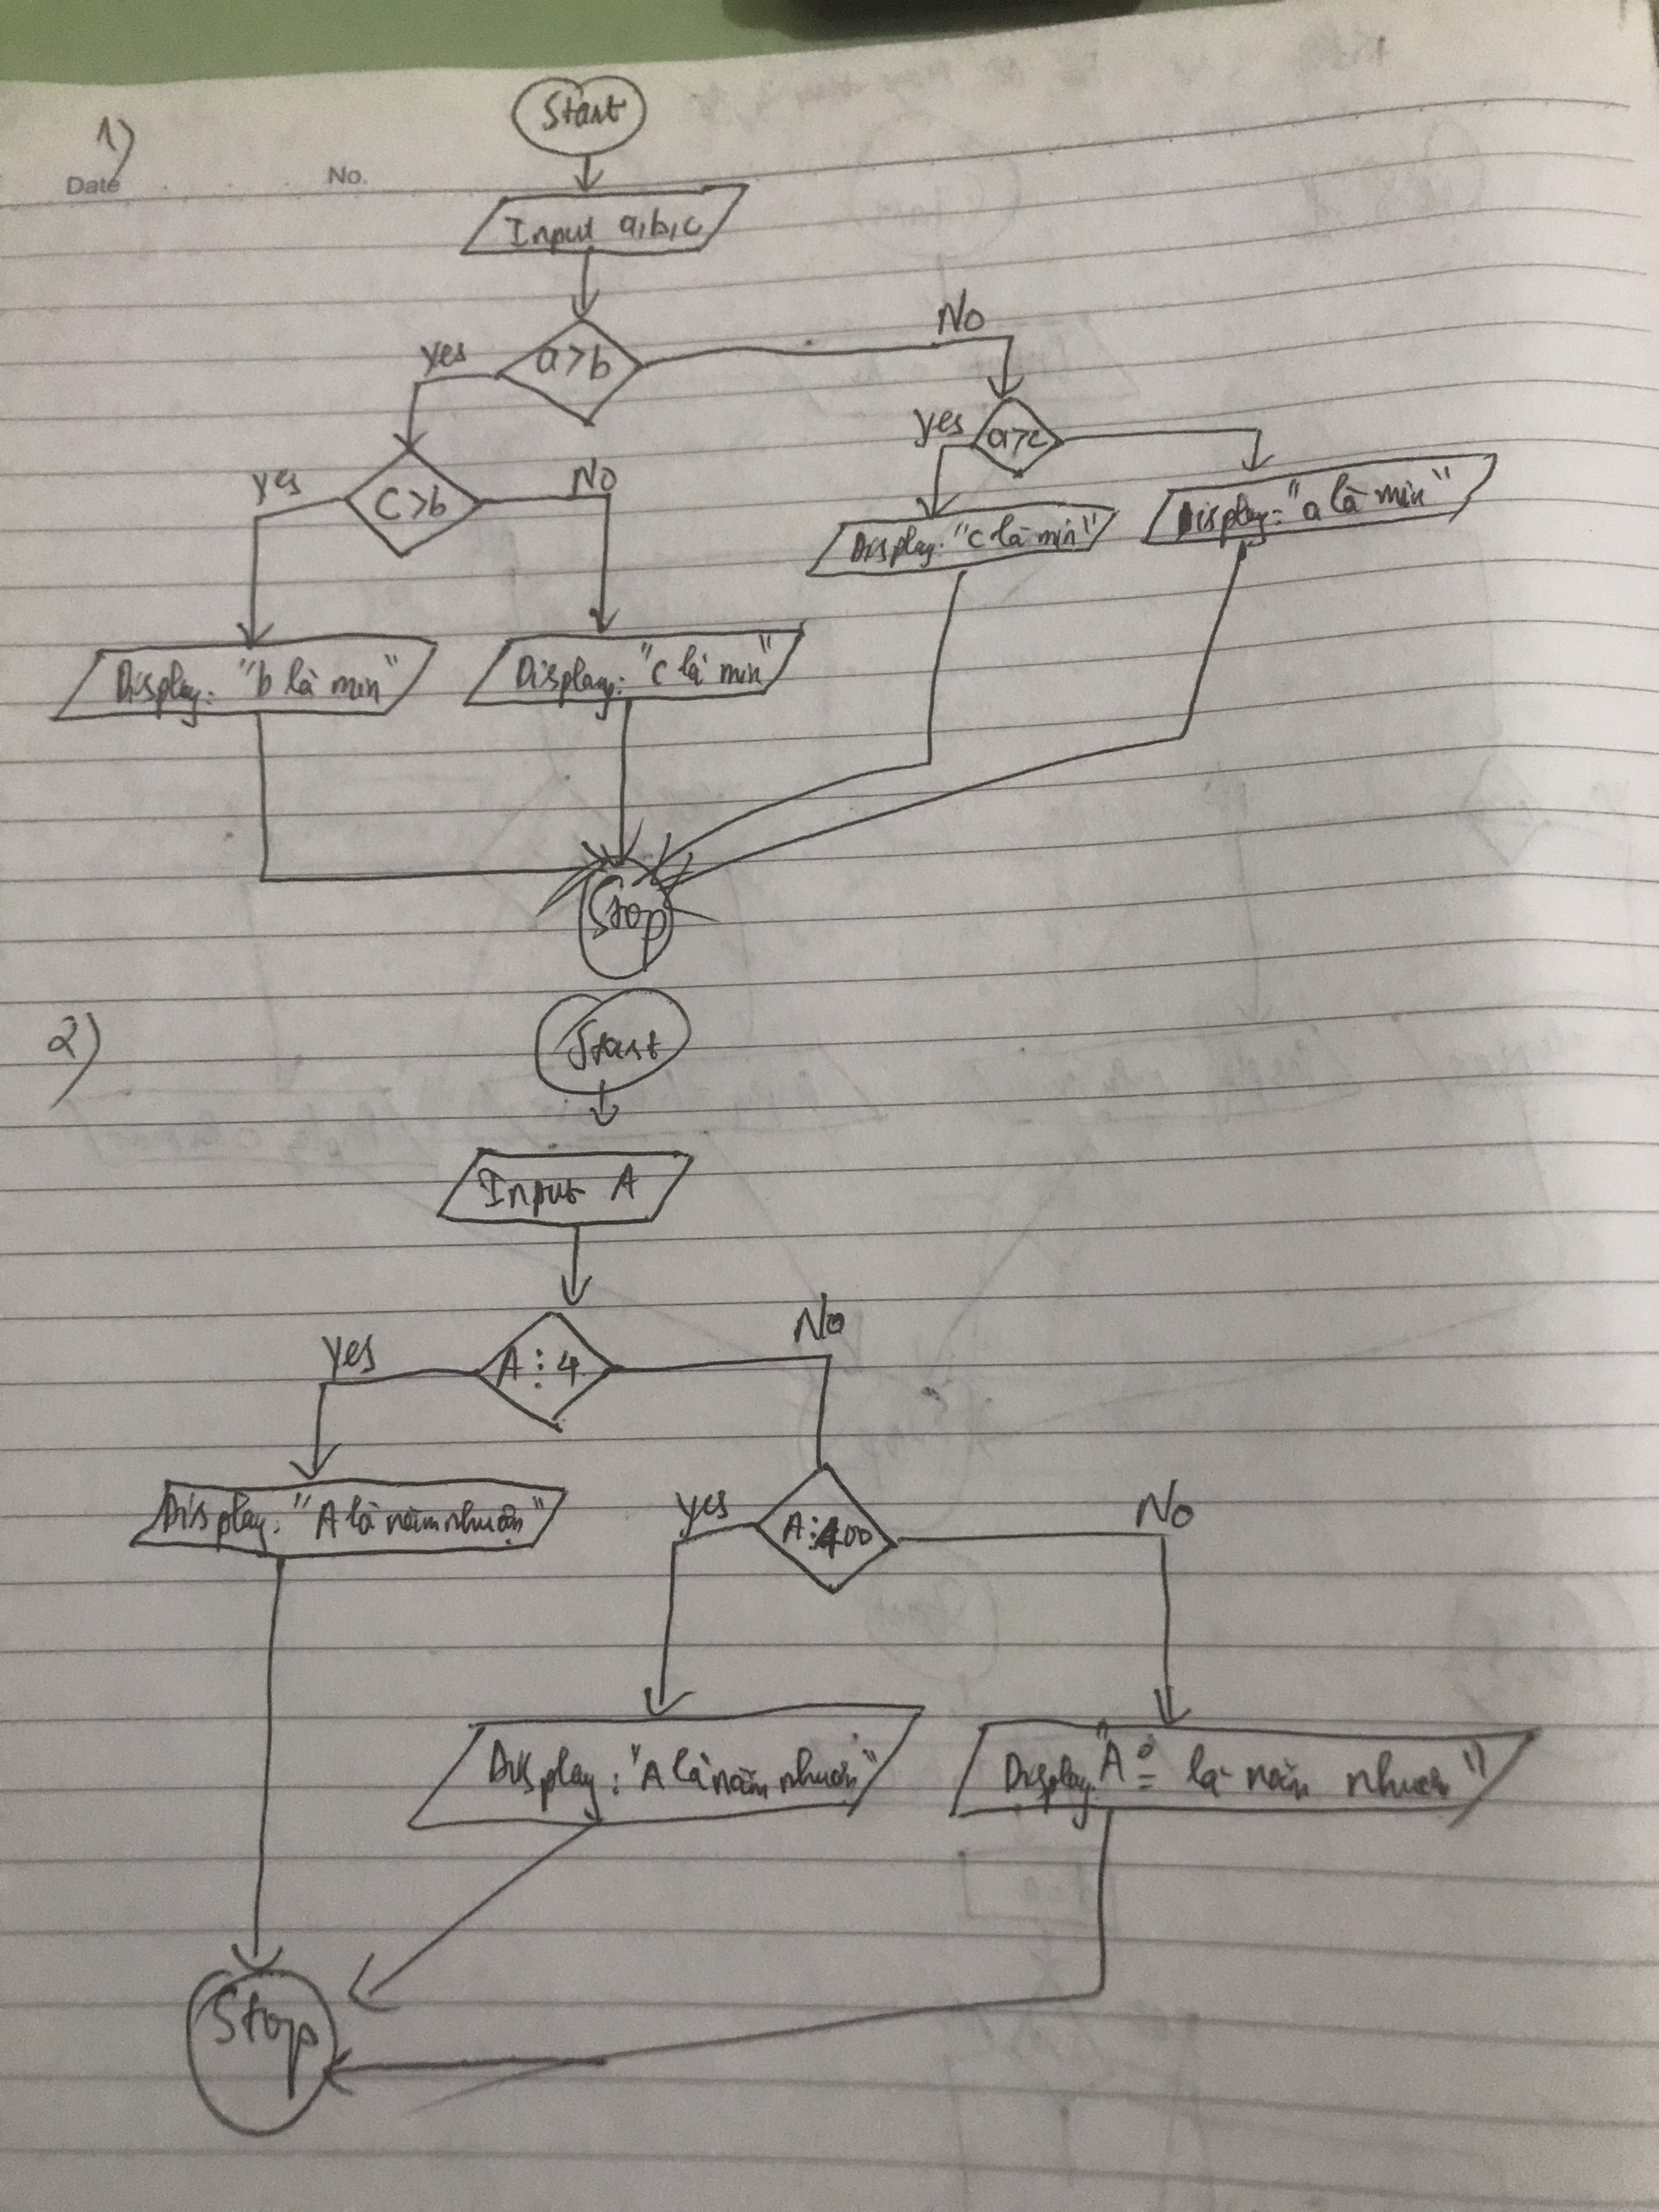 1)
Start
Date No.
Input a,b,c
No
yes a>b
yes a>c
yes C>b No
Display: "c là min" Display: "a là min"
Display: "b là min" Display: "c là min"
Stop
2)
Start
Input A
No
yes A⋮4
Display: "A là năm nhuận" yes A⋮400 No
Display: "A là năm nhuận" Display "A là năm nhuận"
Stop